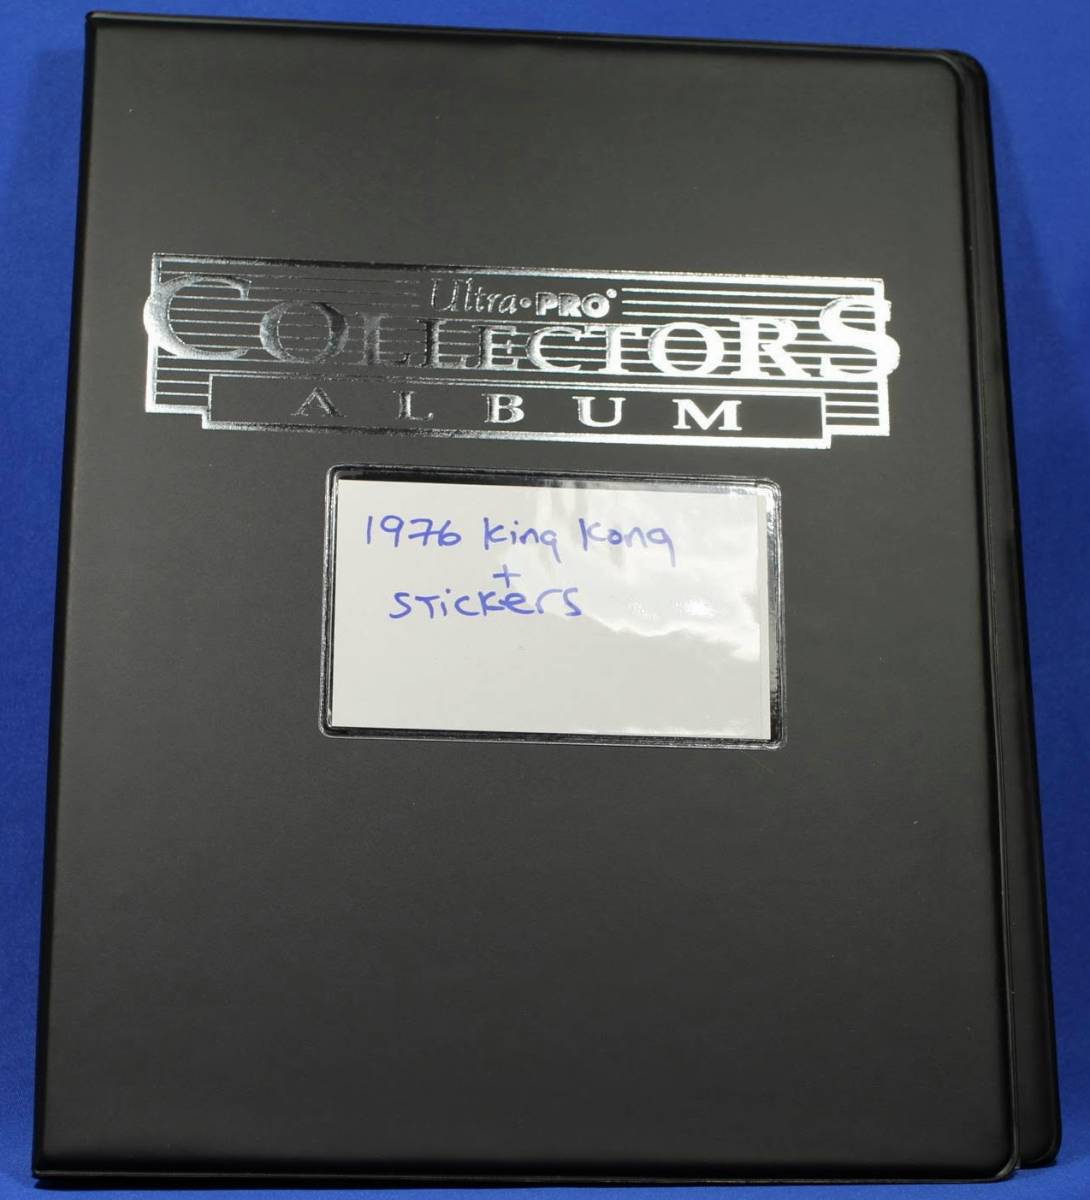 Ultra•PRO®
COLLECTORS
ALBUM
1976 King Kong
+
STickers